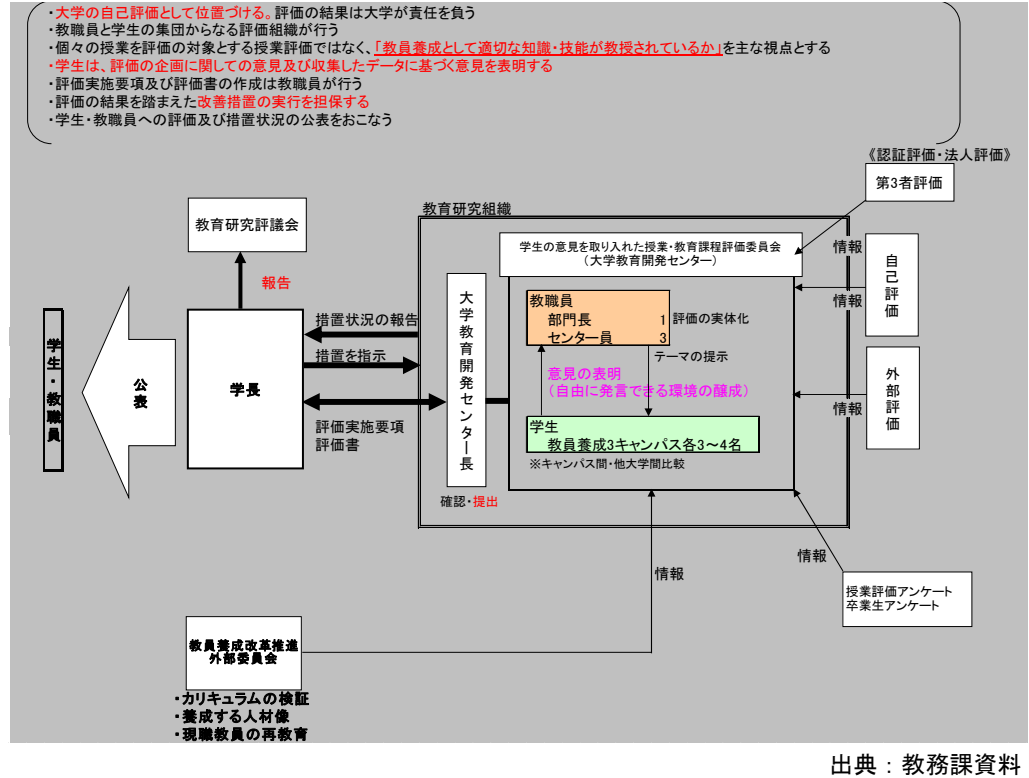 ・大学の自己評価として位置づける。評価の結果は大学が責任を負う
・教職員と学生の集団からなる評価組織が行う
・個々の授業を評価の対象とする授業評価ではなく、「教員養成として適切な知識・技能が教授されているか」を主な視点とする
・学生は、評価の企画に関しての意見及び収集したデータに基づく意見を表明する
・評価実施要項及び評価書の作成は教職員が行う
・評価の結果を踏まえた改善措置の実行を担保する
・学生・教職員への評価及び措置状況の公表をおこなう
《認証評価・法人評価》
第3者評価
教育研究評議会
教育研究組織
学生の意見を取り入れた授業・教育課程評価委員会
（大学教育開発センター）
情報
自己評価
情報
報告
大学教育開発センター長
教職員
部門長 1
センター員 3
評価の実体化
措置状況の報告
テーマの提示
措置を指示
意見の表明
（自由に発言できる環境の醸成）
学生・教職員
公表
学長
外部評価
情報
評価実施要項
評価書
学生
教員養成3キャンパス各3～4名
※キャンパス間・他大学間比較
確認・提出
情報
情報
授業評価アンケート
卒業生アンケート
教員養成改革推進
外部委員会
・カリキュラムの検証
・養成する人材像
・現職教員の再教育
出典：教務課資料